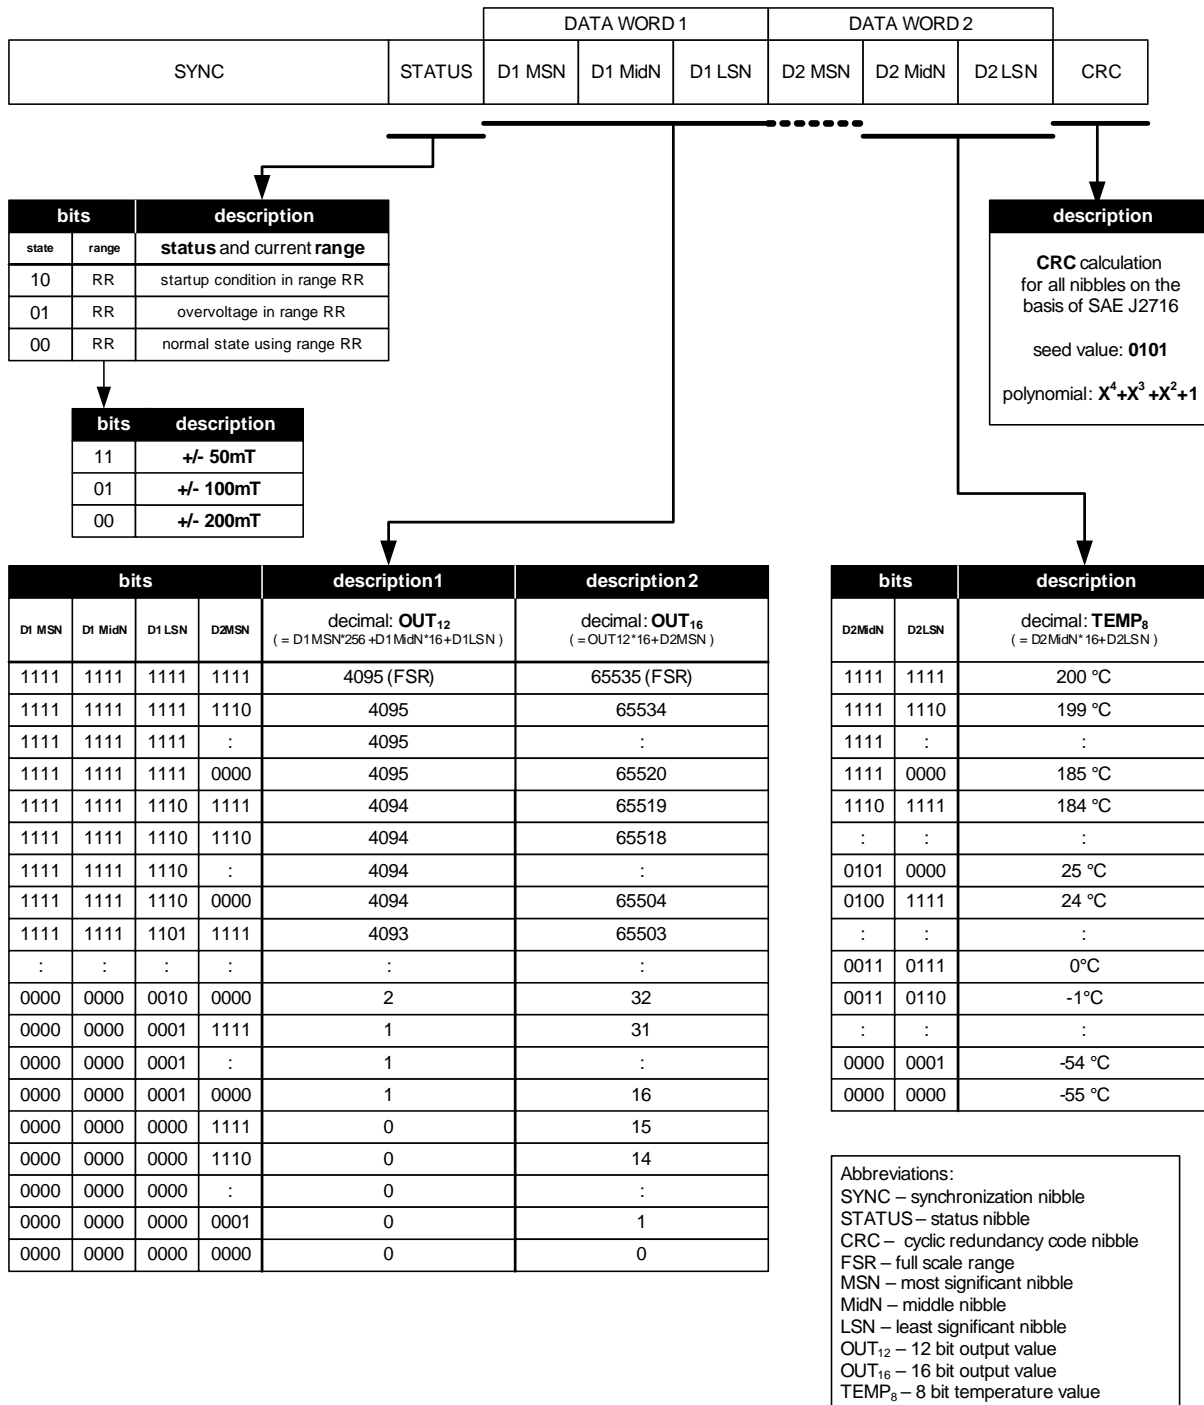 DATA WORD 1 DATA WORD 2
SYNC STATUS D1 MSN D1 MidN D1 LSN D2 MSN D2 MidN D2 LSN CRC
bits description
state range status and current range
10 RR startup condition in range RR
01 RR overvoltage in range RR
00 RR normal state using range RR
bits description
11 +/- 50mT
01 +/- 100mT
00 +/- 200mT
description
CRC calculation
for all nibbles on the
basis of SAE J2716
seed value: 0101
polynomial: X⁴+X³+X²+1
bits description1 description2
D1 MSN D1 MidN D1 LSN D2MSN decimal: OUT₁₂ decimal: OUT₁₆
( = D1MSN*256 +D1MidN*16+D1LSN ) ( =OUT12*16+D2MSN )
1111 1111 1111 1111 4095 (FSR) 65535 (FSR)
1111 1111 1111 1110 4095 65534
1111 1111 1111 : 4095 :
1111 1111 1111 0000 4095 65520
1111 1111 1110 1111 4094 65519
1111 1111 1110 1110 4094 65518
1111 1111 1110 : 4094 :
1111 1111 1110 0000 4094 65504
1111 1111 1101 1111 4093 65503
: : : : : :
0000 0000 0010 0000 2 32
0000 0000 0001 1111 1 31
0000 0000 0001 : 1 :
0000 0000 0001 0000 1 16
0000 0000 0000 1111 0 15
0000 0000 0000 1110 0 14
0000 0000 0000 : 0 :
0000 0000 0000 0001 0 1
0000 0000 0000 0000 0 0
bits description
D2MidN D2LSN decimal: TEMP₈
( = D2MidN*16+D2LSN )
1111 1111 200 °C
1111 1110 199 °C
1111 : :
1111 0000 185 °C
1110 1111 184 °C
: : :
0101 0000 25 °C
0100 1111 24 °C
: : :
0011 0111 0°C
0011 0110 -1°C
: : :
0000 0001 -54 °C
0000 0000 -55 °C
Abbreviations:
SYNC – synchronization nibble
STATUS – status nibble
CRC – cyclic redundancy code nibble
FSR – full scale range
MSN – most significant nibble
MidN – middle nibble
LSN – least significant nibble
OUT₁₂ – 12 bit output value
OUT₁₆ – 16 bit output value
TEMP₈ – 8 bit temperature value